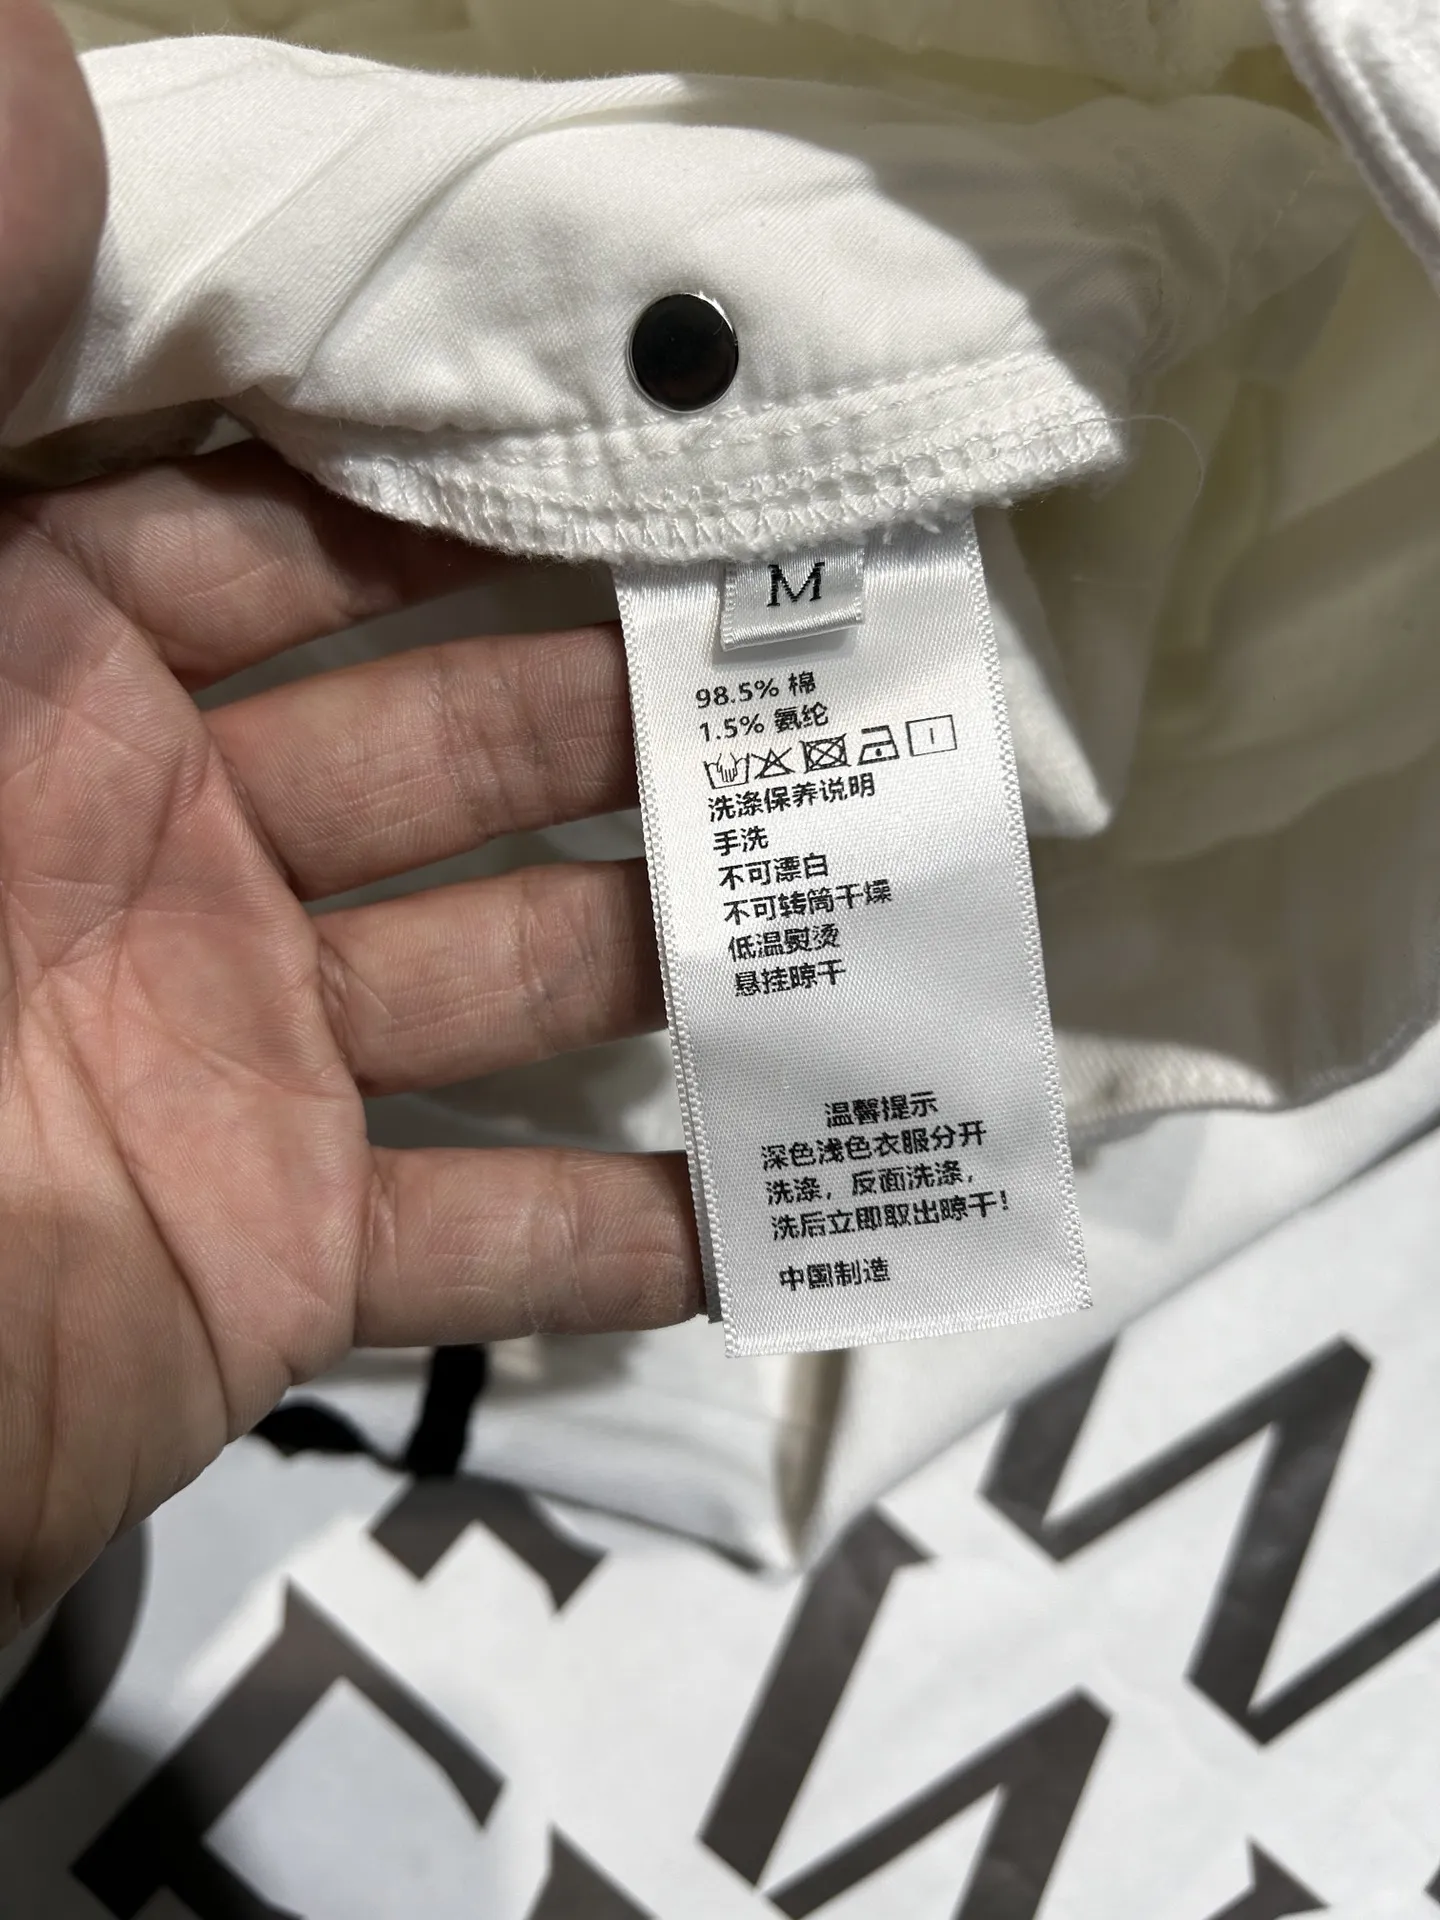 M
98.5% 棉
1.5% 氨纶
洗涤保养说明
手洗
不可漂白
不可转筒干燥
低温熨烫
悬挂晾干
温馨提示
深色浅色衣服分开
洗涤，反面洗涤，
洗后立即取出晾干！
中国制造